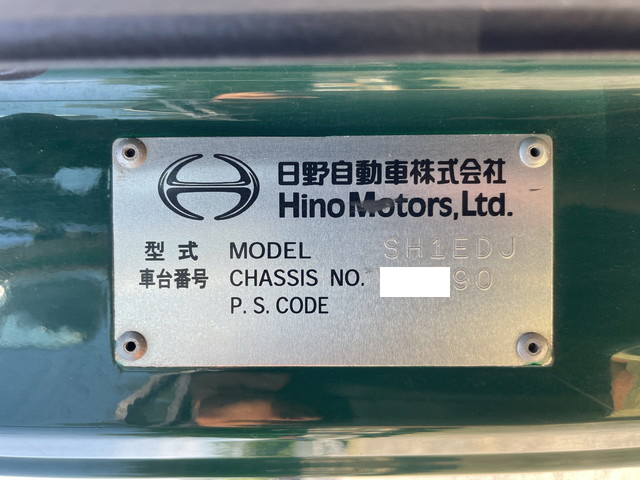 日野自動車株式会社
Hino Motors, Ltd.
型式 MODEL SH1EDJ
車台番号 CHASSIS NO. 90
P.S. CODE